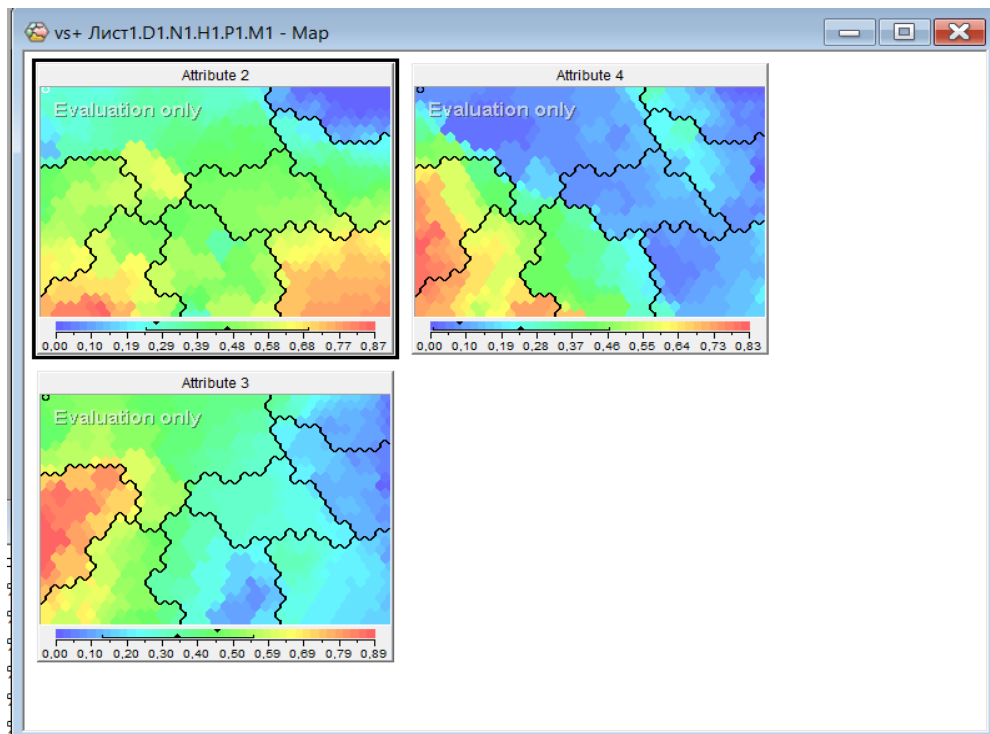 vs+ Лист1.D1.N1.H1.P1.M1 - Map
Attribute 2
Evaluation only
0,00 0,10 0,19 0,29 0,39 0,48 0,58 0,68 0,77 0,87
Attribute 4
Evaluation only
0,00 0,10 0,19 0,28 0,37 0,46 0,55 0,64 0,73 0,83
Attribute 3
Evaluation only
0,00 0,10 0,20 0,30 0,40 0,50 0,59 0,69 0,79 0,89